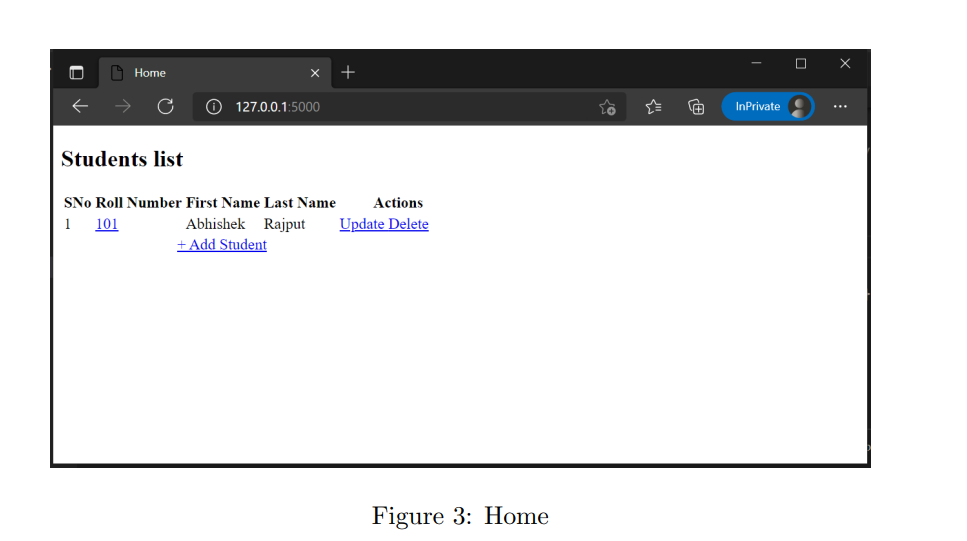 Home
127.0.0.1:5000
InPrivate
Students list
SNo Roll Number First Name Last Name Actions
1 101 Abhishek Rajput Update Delete
+ Add Student
Figure 3: Home